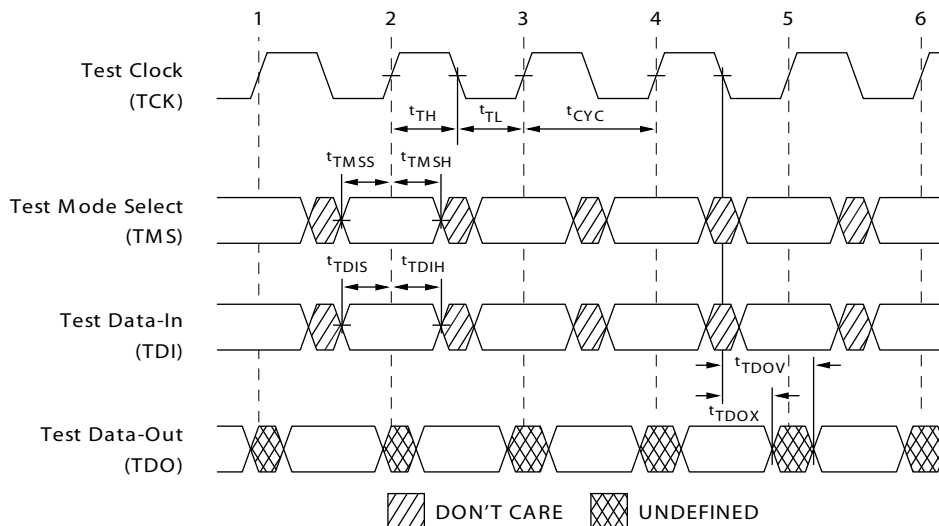 1 2 3 4 5 6
Test Clock
(TCK)
tTH tTL tCYC
tTMSS tTMSH
Test Mode Select
(TMS)
tTDIS tTDIH
Test Data-In
(TDI)
tTDOV
tTDOX
Test Data-Out
(TDO)
DON'T CARE UNDEFINED